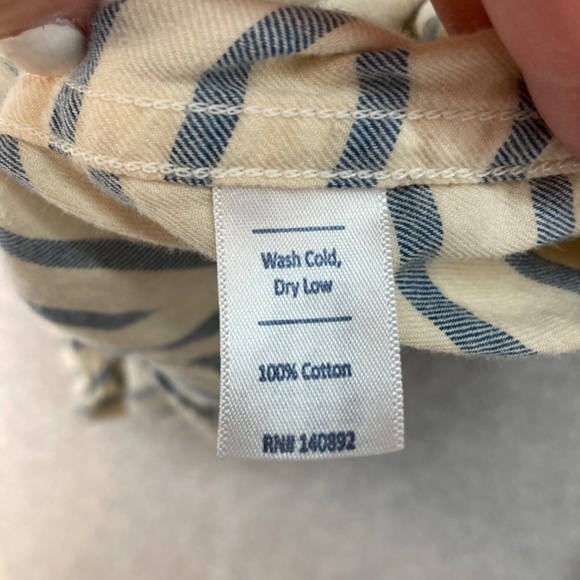 Wash Cold,
Dry Low
100% Cotton
RN# 140892